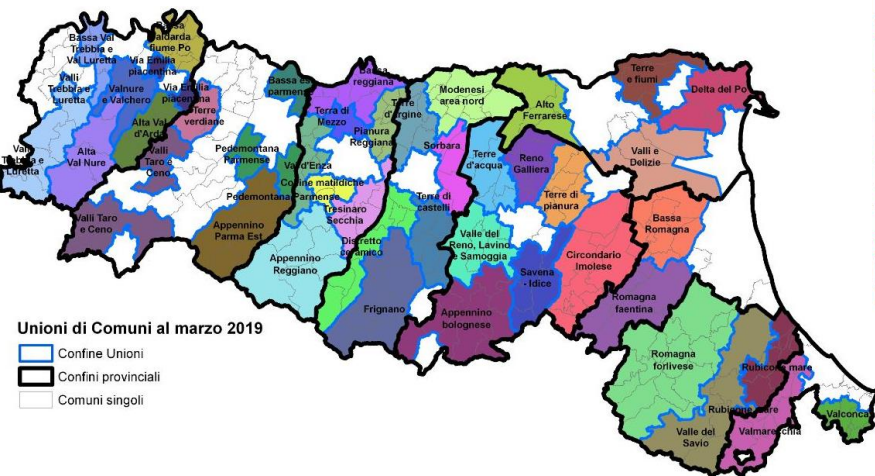 Bassa Val
Trebbia e
Val Luretta
Bassa
Valdarda
fiume Po
Via Emilia
piacentina
Valli
Trebbia e
Luretta
Valnure
e Valchero
Via Emilia
piacentina
Terre
verdiane
Alta Val
d'Arda
Valli
Trebbia e
Luretta
Alta
Val Nure
Valli
Taro e
Ceno
Valli Taro
e Ceno
Bassa est
parmense
Pedemontana
Parmense
Pedemontana
Parmense
Appennino
Parma Est
Bassa
reggiana
Terra di
Mezzo
Pianura
Reggiana
Val d'Enza
Colline matildiche
Tresinaro
Secchia
Appennino
Reggiano
Distretto
ceramico
Terre
d'argine
Modenesi
area nord
Sorbara
Terre di
castelli
Frignano
Alto
Ferrarese
Terre
d'acqua
Reno
Galliera
Terre di
pianura
Valle del
Reno, Lavino
e Samoggia
Savena
- Idice
Appennino
bolognese
Circondario
Imolese
Terre
e fiumi
Delta del Po
Valli e
Delizie
Bassa
Romagna
Romagna
faentina
Romagna
forlivese
Rubicone mare
Rubicone mare
Valle del
Savio
Valmarecchia
Valconca
Unioni di Comuni al marzo 2019
Confine Unioni
Confini provinciali
Comuni singoli